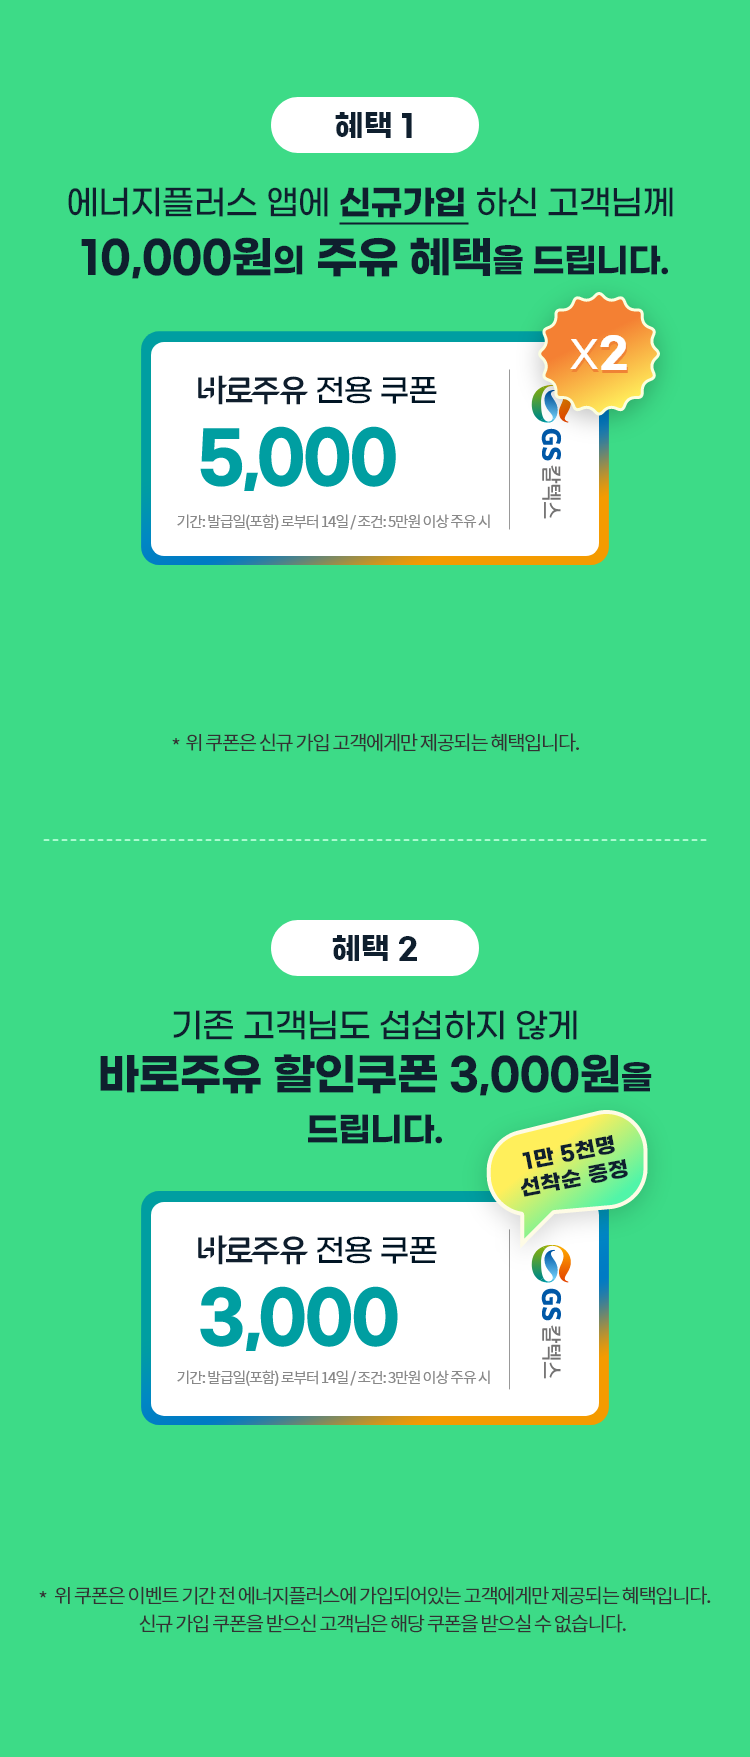 혜택 1
에너지플러스 앱에 신규가입 하신 고객님께
10,000원의 주유 혜택을 드립니다.
X2
바로주유 전용 쿠폰
5,000
기간: 발급일(포함) 로부터 14일 / 조건: 5만원 이상 주유 시
GS 칼텍스
* 위 쿠폰은 신규 가입 고객에게만 제공되는 혜택입니다.
혜택 2
기존 고객님도 섭섭하지 않게
바로주유 할인쿠폰 3,000원을
드립니다.
1만 5천명
선착순 증정
바로주유 전용 쿠폰
3,000
기간: 발급일(포함) 로부터 14일 / 조건: 3만원 이상 주유 시
GS 칼텍스
* 위 쿠폰은 이벤트 기간 전 에너지플러스에 가입되어있는 고객에게만 제공되는 혜택입니다.
신규 가입 쿠폰을 받으신 고객님은 해당 쿠폰을 받으실 수 없습니다.